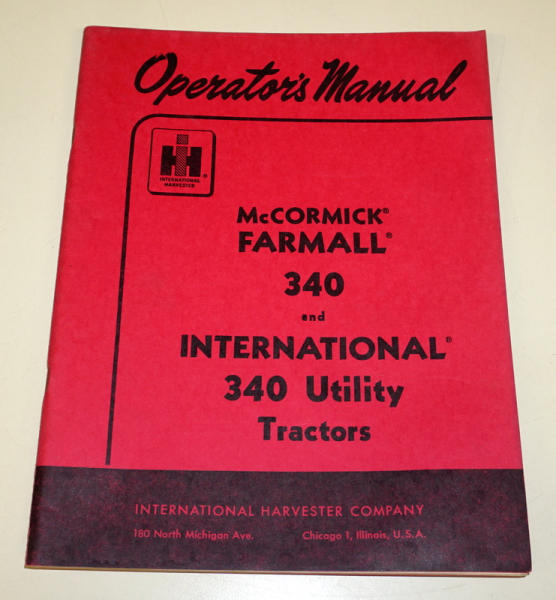 Operator's Manual
IH
®
INTERNATIONAL
HARVESTER
McCORMICK®
FARMALL®
340
and
INTERNATIONAL®
340 Utility
Tractors
INTERNATIONAL HARVESTER COMPANY
180 North Michigan Ave. Chicago 1, Illinois, U.S.A.